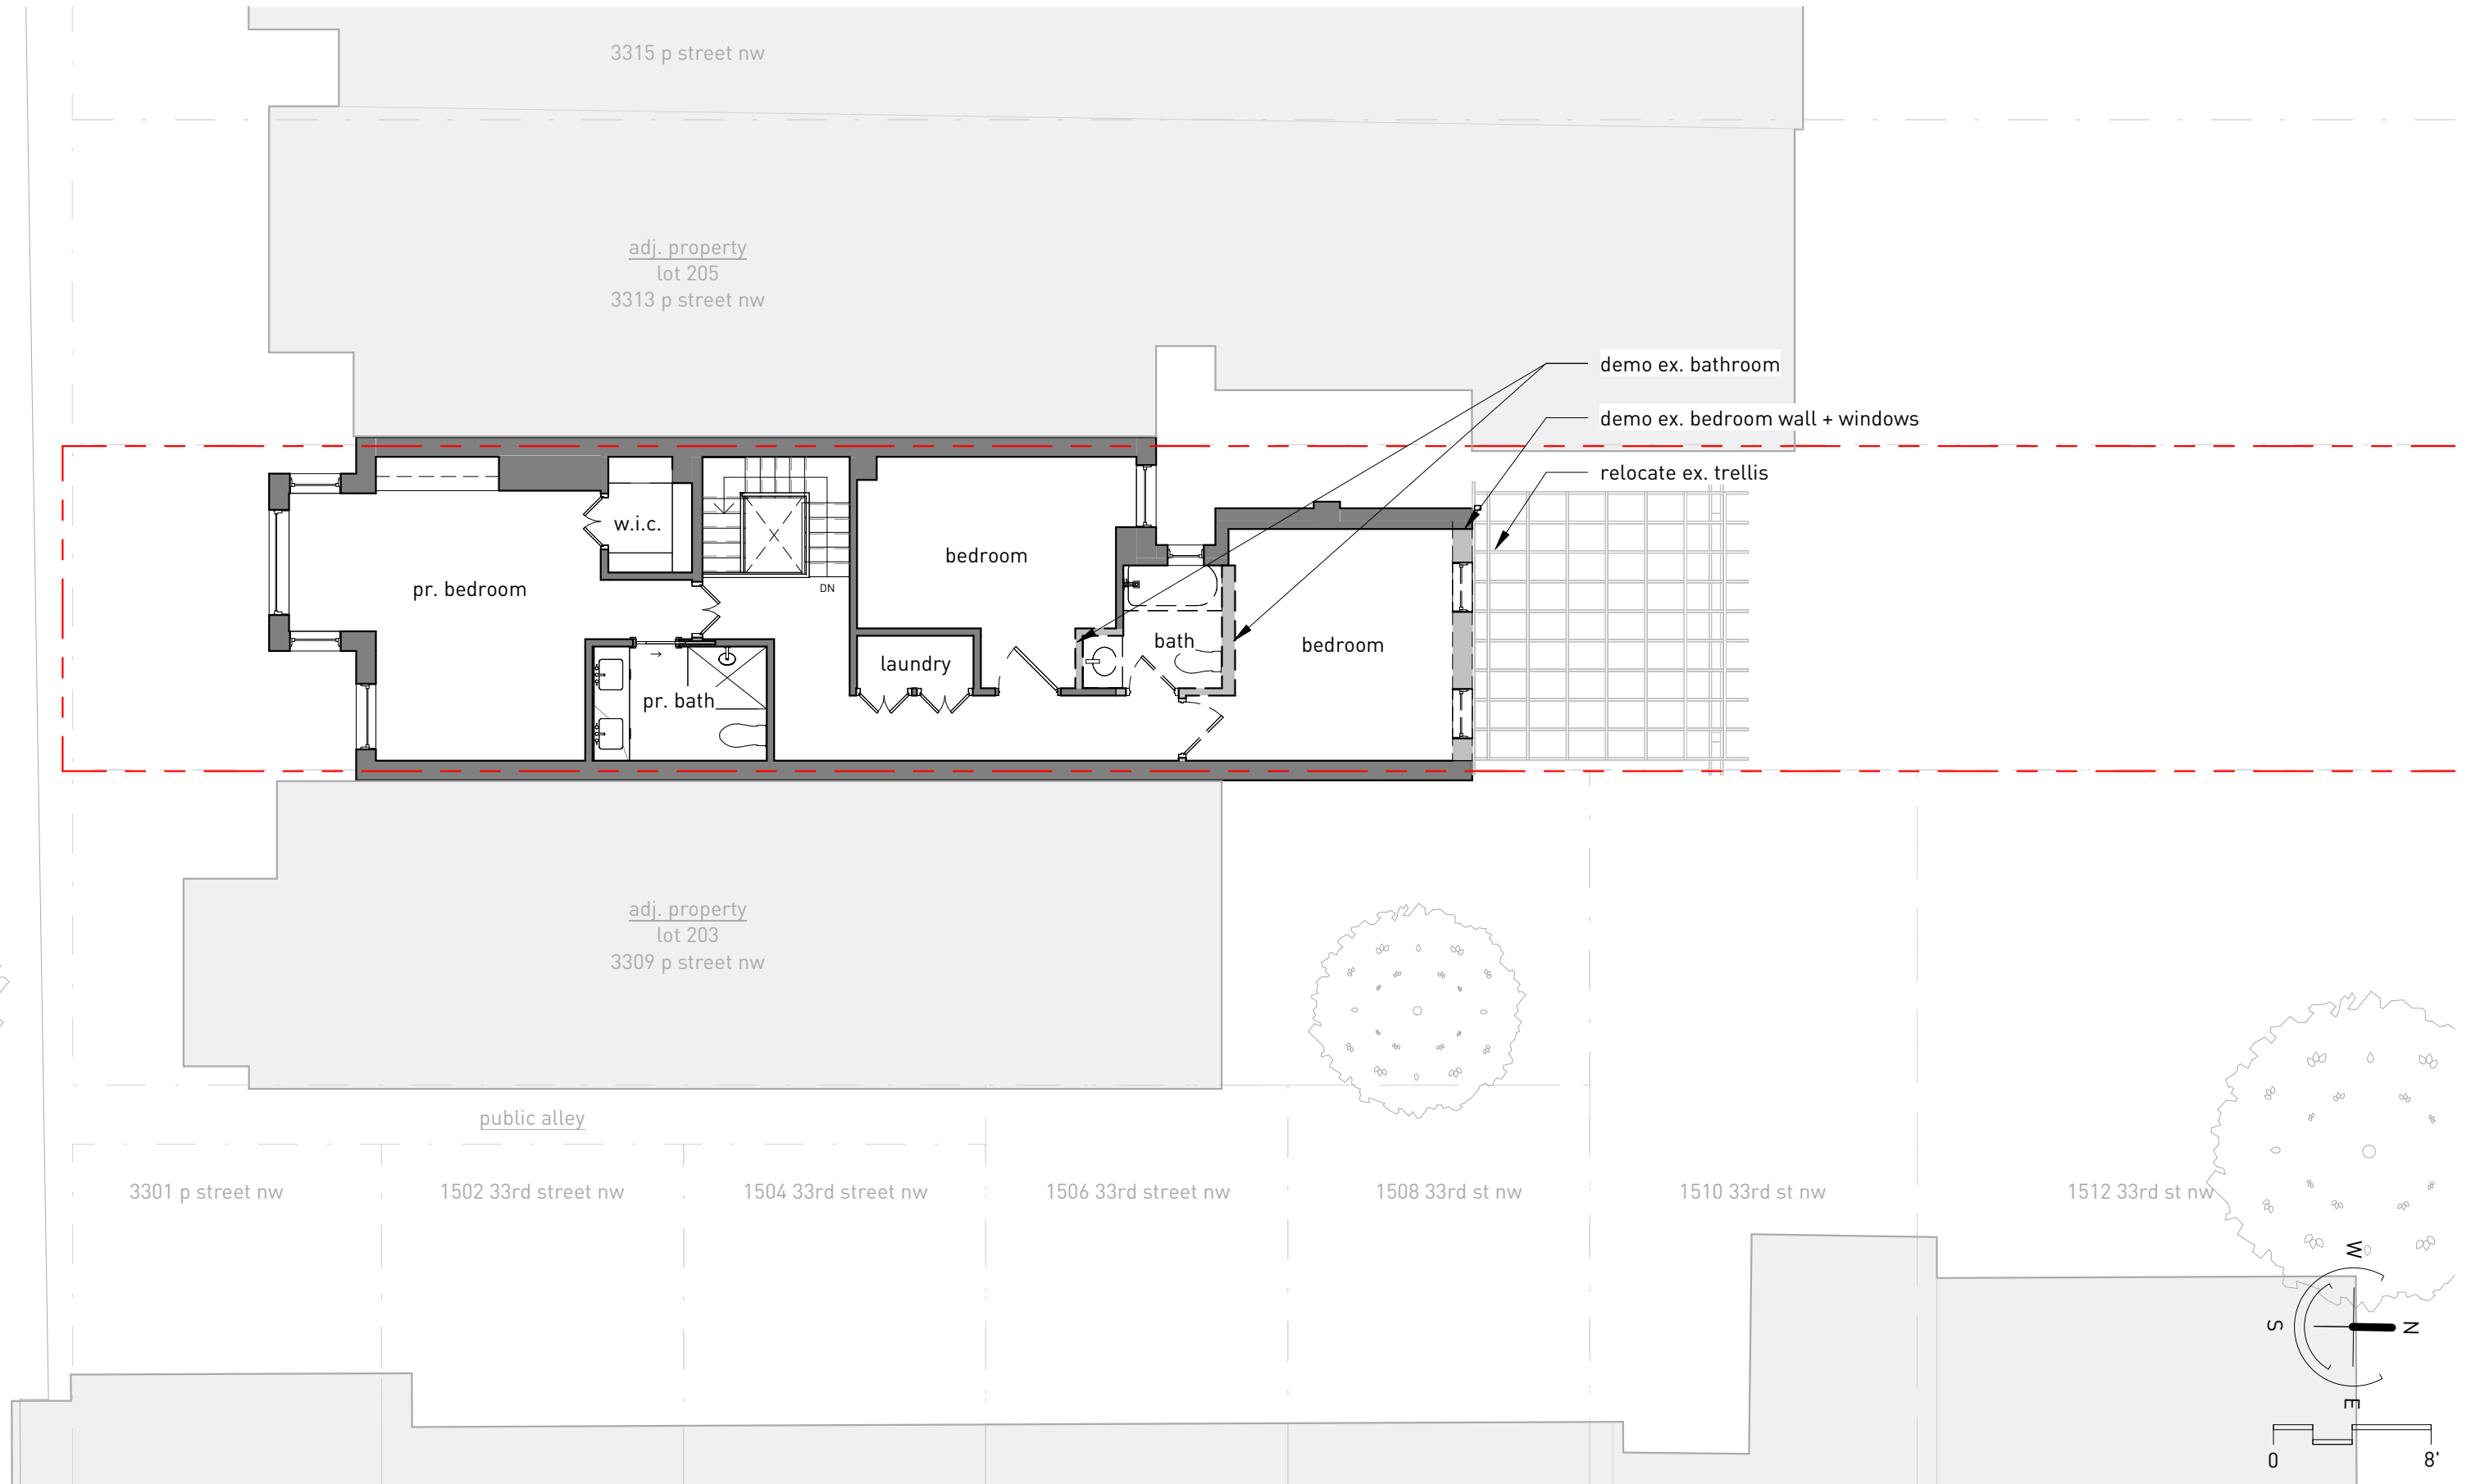 3315 p street nw
adj. property
lot 205
3313 p street nw
demo ex. bathroom
demo ex. bedroom wall + windows
relocate ex. trellis
w.i.c.
bedroom
pr. bedroom
DN
bath
bedroom
laundry
pr. bath
adj. property
lot 203
3309 p street nw
public alley
3301 p street nw
1502 33rd street nw
1504 33rd street nw
1506 33rd street nw
1508 33rd st nw
1510 33rd st nw
1512 33rd st nw
W
S
N
E
0
8'